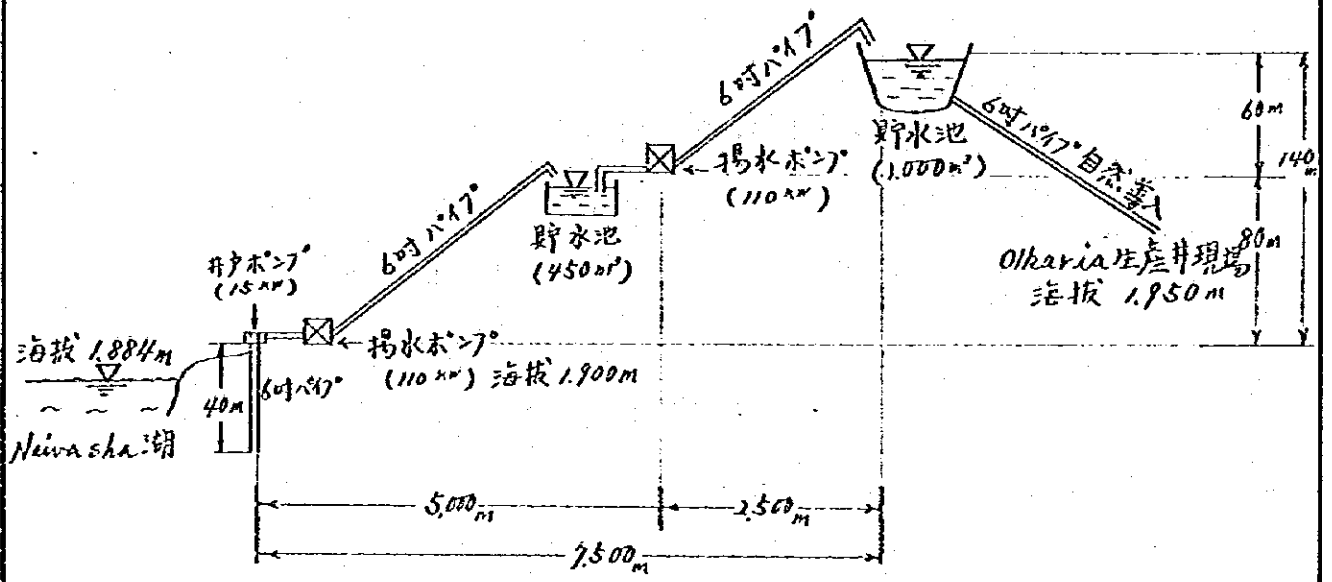 6吋パイプ
60m
貯水池
(1.000m³)
6吋パイプ自然導入
140m
揚水ポンプ
(110KW)
6吋パイプ
貯水池
(450m³)
80m
Olkaria生産井現場
海抜 1.950m
井戸ポンプ
(15KW)
海抜 1.884m
揚水ポンプ
(110KW) 海抜 1.900m
6吋パイプ
40m
Neivasha湖
5.000m
2.500m
7.500m